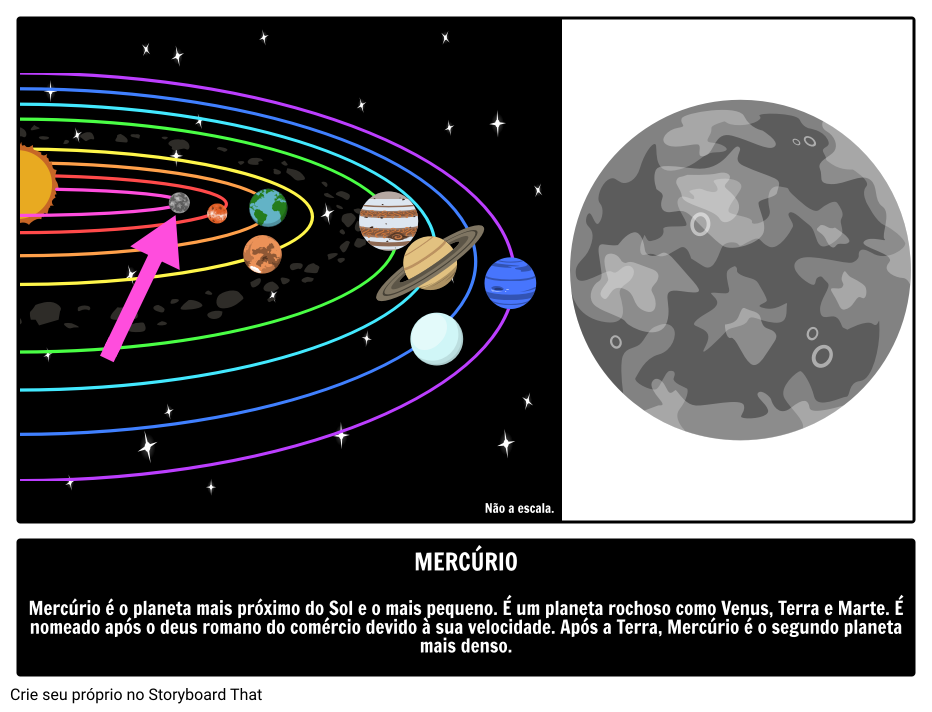 Não a escala.
MERCÚRIO
Mercúrio é o planeta mais próximo do Sol e o mais pequeno. É um planeta rochoso como Venus, Terra e Marte. É
nomeado após o deus romano do comércio devido à sua velocidade. Após a Terra, Mercúrio é o segundo planeta
mais denso.
Crie seu próprio no Storyboard That